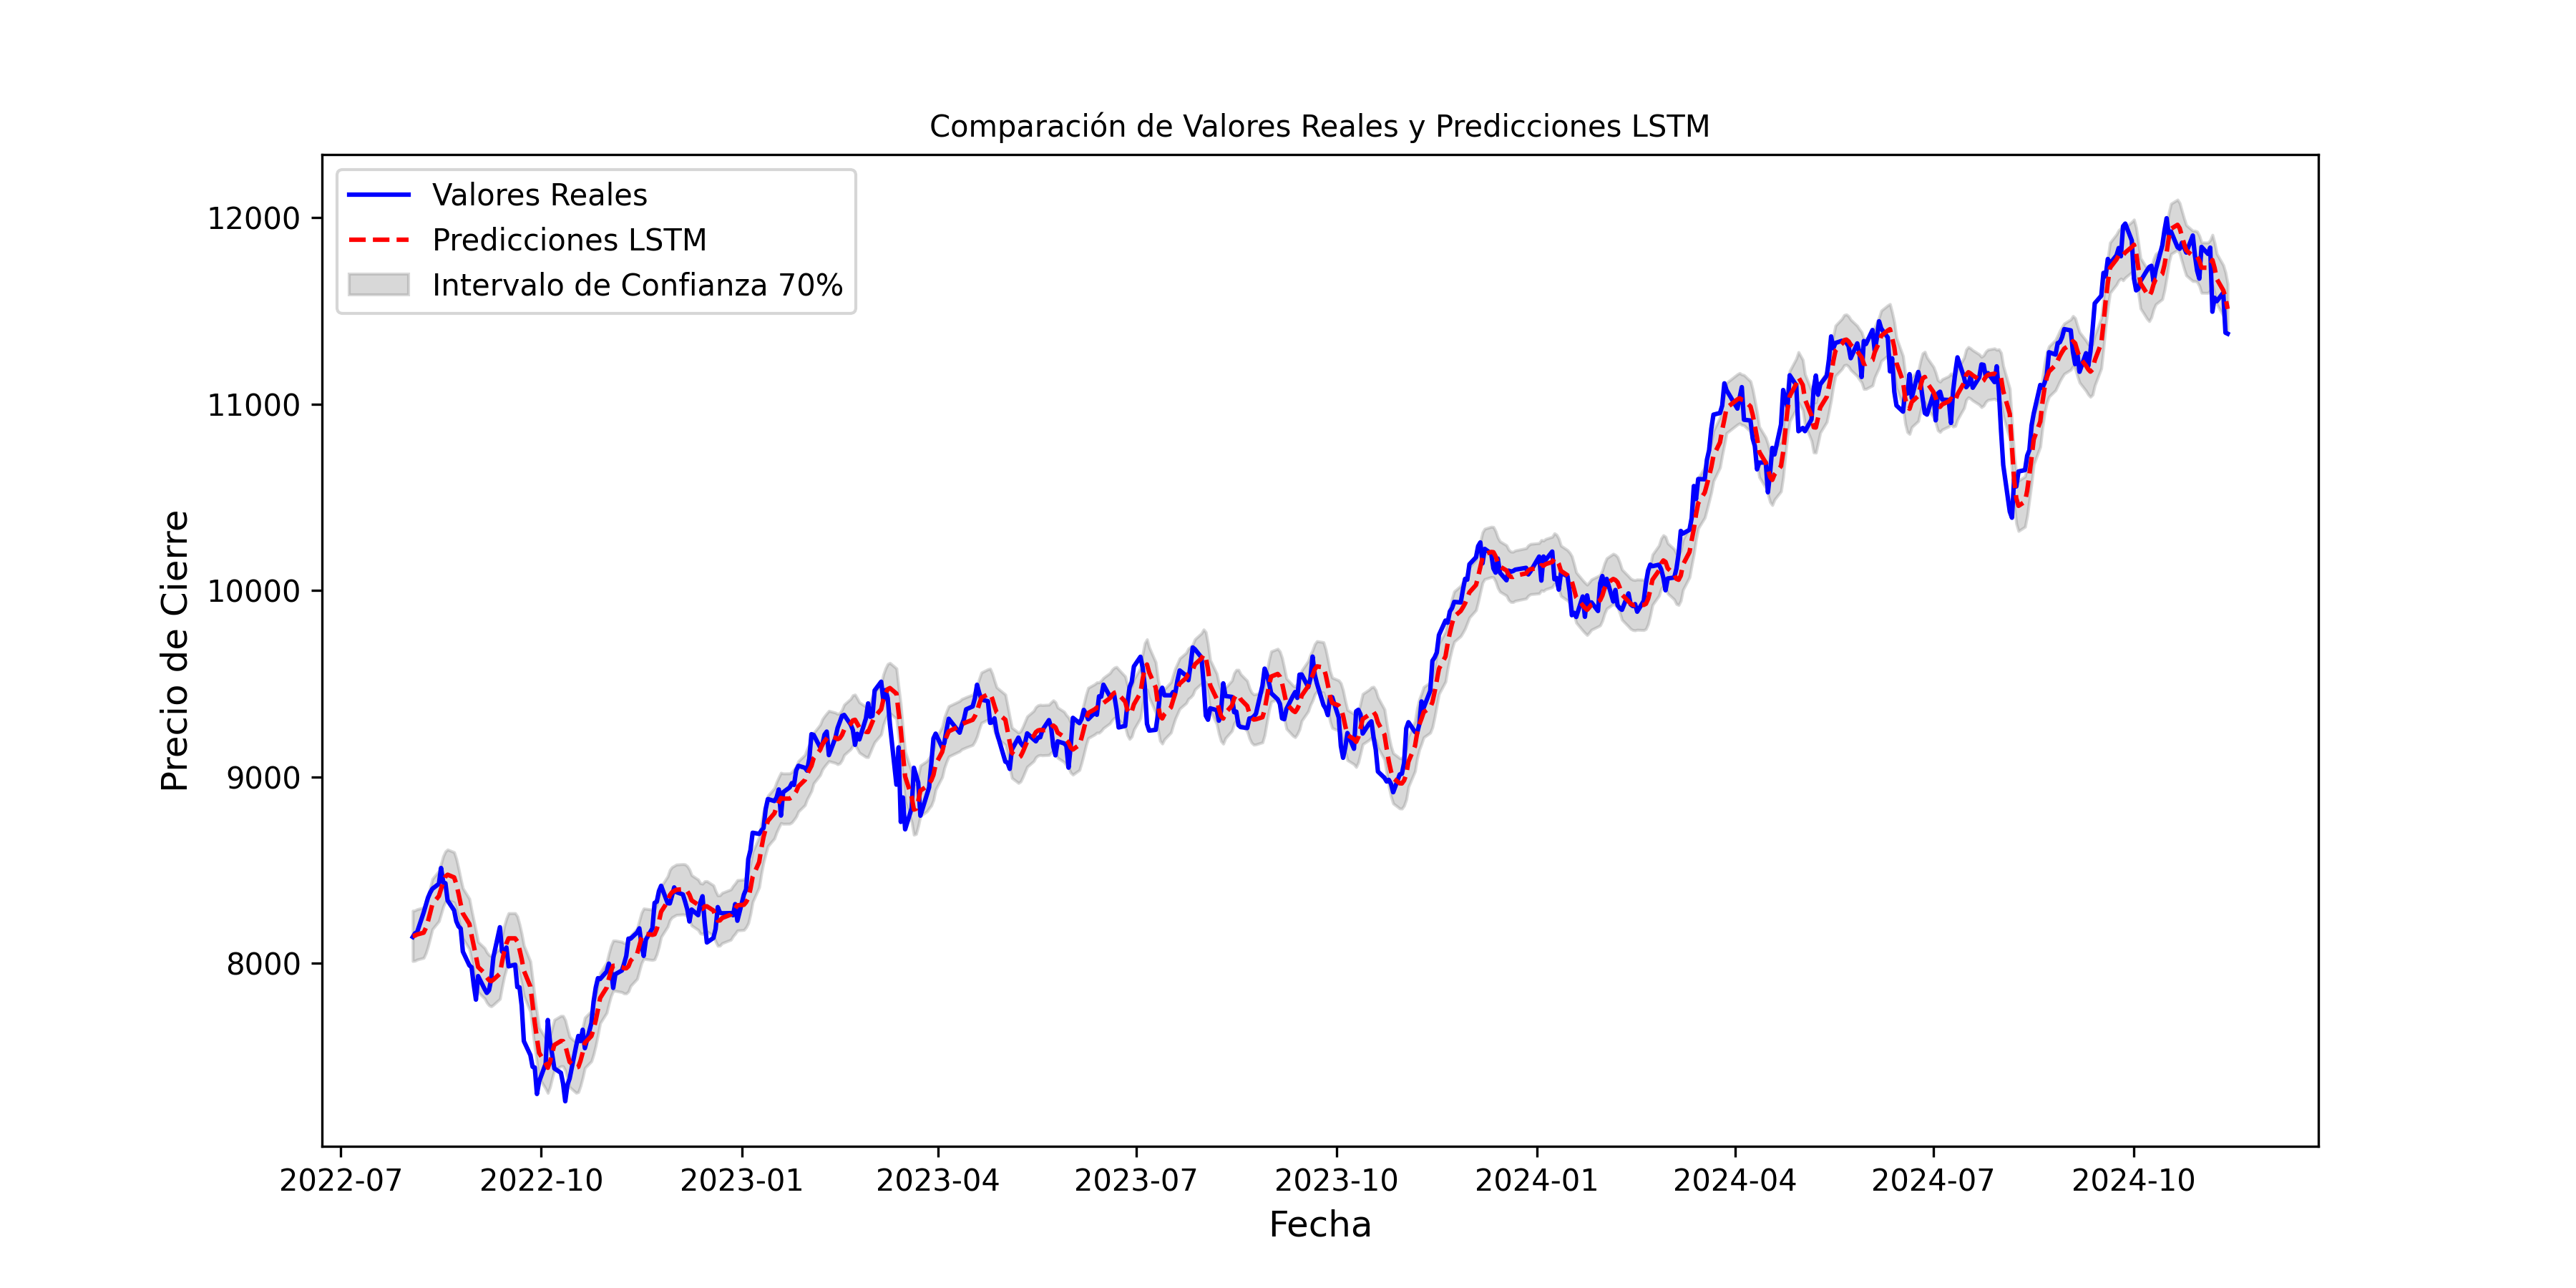 Comparación de Valores Reales y Predicciones LSTM
Valores Reales
Predicciones LSTM
Intervalo de Confianza 70%
12000
11000
10000
9000
8000
Precio de Cierre
2022-07
2022-10
2023-01
2023-04
2023-07
2023-10
2024-01
2024-04
2024-07
2024-10
Fecha